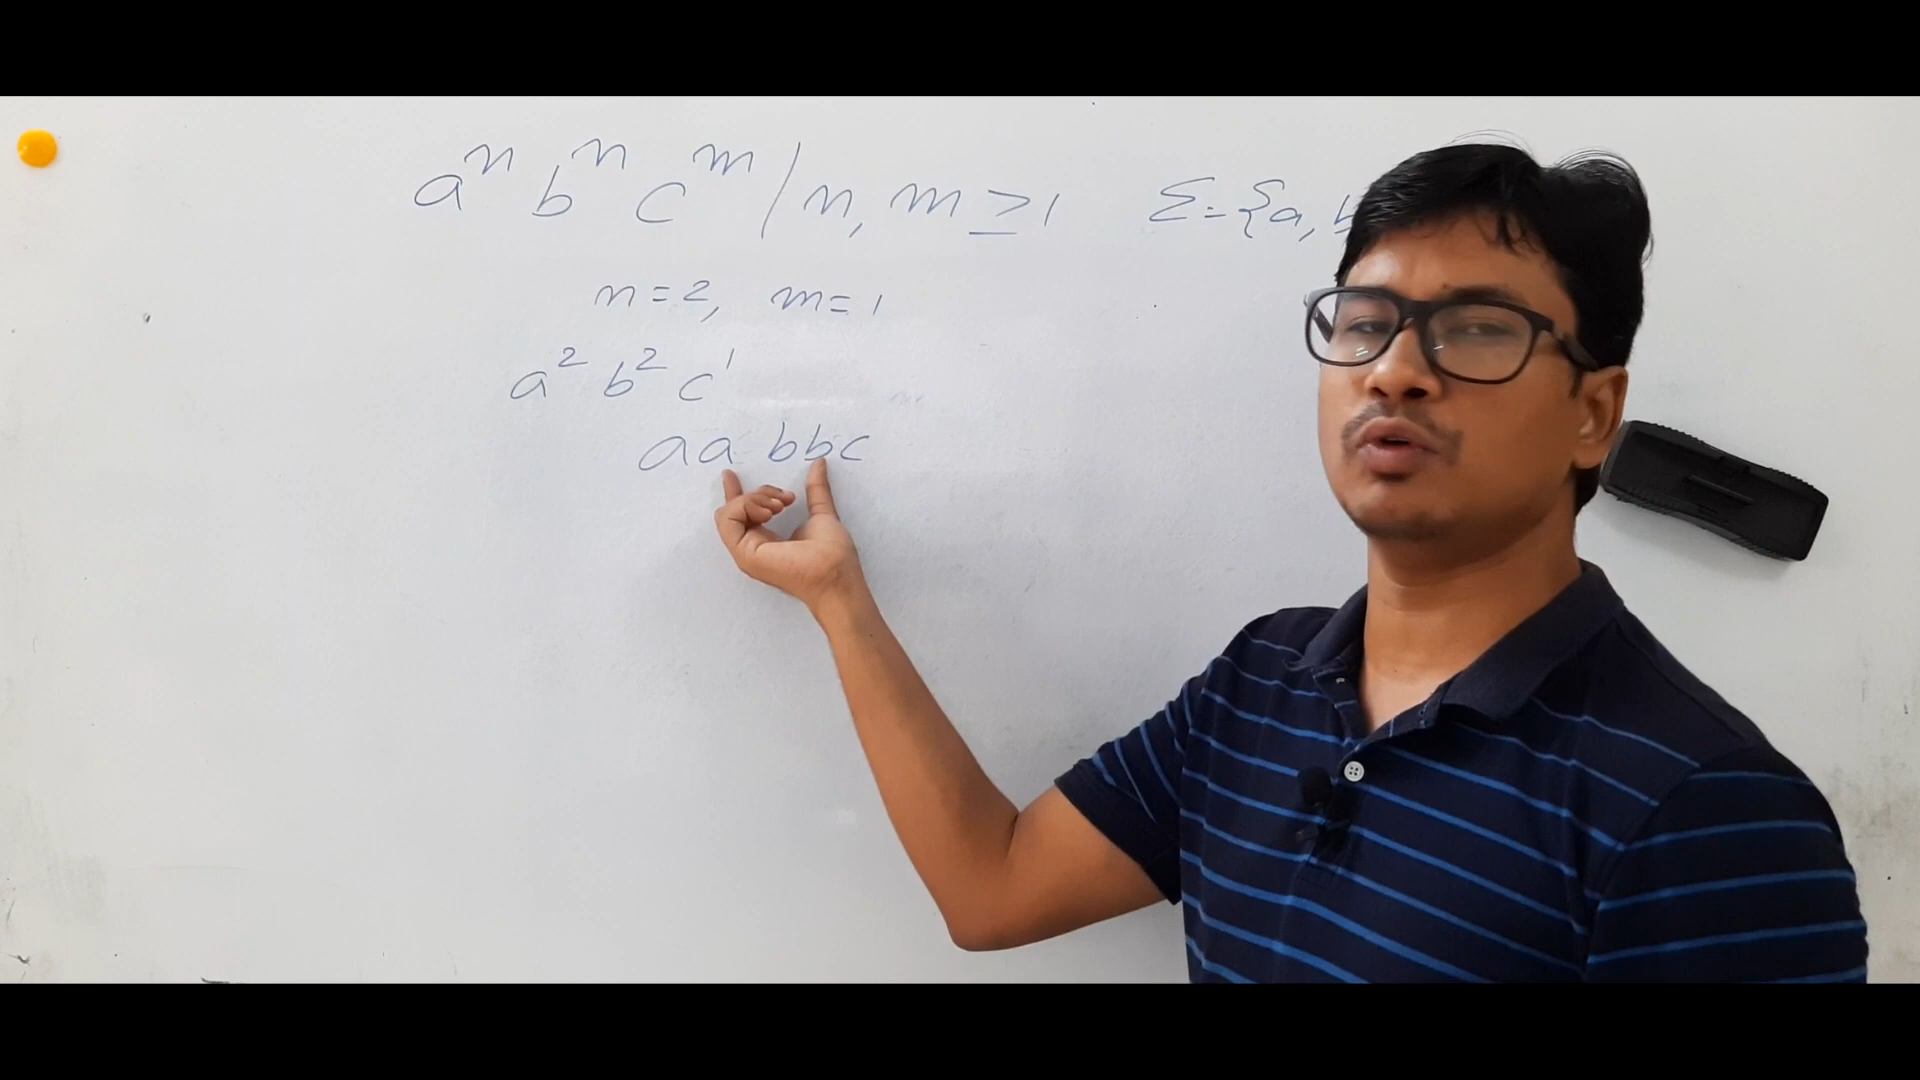 aⁿ bⁿ cᵐ / n, m ≥ 1 Σ = {a, b
n = 2, m = 1
a² b² c¹
aa bbc